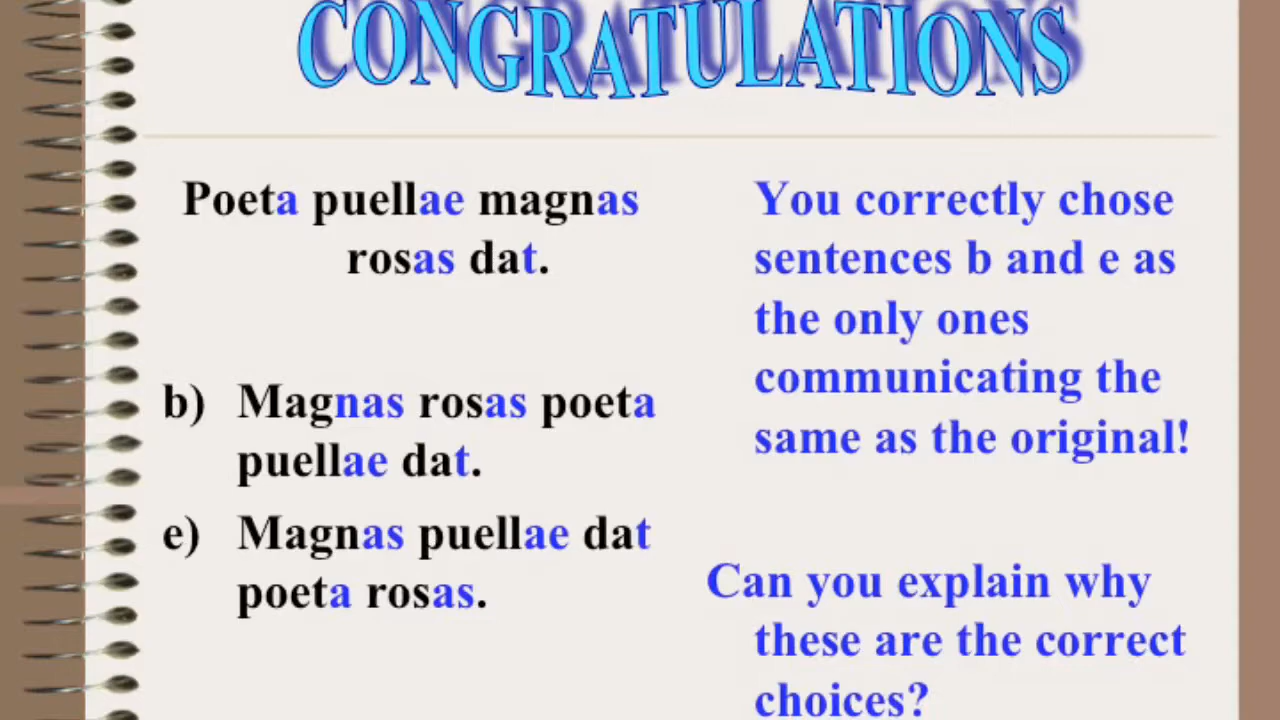 CONGRATULATIONS
Poeta puellae magnas
rosas dat.
b) Magnas rosas poeta
puellae dat.
e) Magnas puellae dat
poeta rosas.
You correctly chose
sentences b and e as
the only ones
communicating the
same as the original!
Can you explain why
these are the correct
choices?